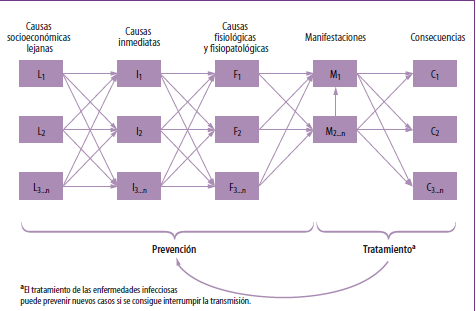 Causas
socioeconómicas
lejanas
Causas
inmediatas
Causas
fisiológicas
y fisiopatológicas
Manifestaciones
Consecuencias
L1
I1
F1
M1
C1
L2
I2
F2
M2...n
C2
L3...n
I3...n
F3...n
C3...n
Prevención
Tratamientoª
ªEl tratamiento de las enfermedades infecciosas
puede prevenir nuevos casos si se consigue interrumpir la transmisión.